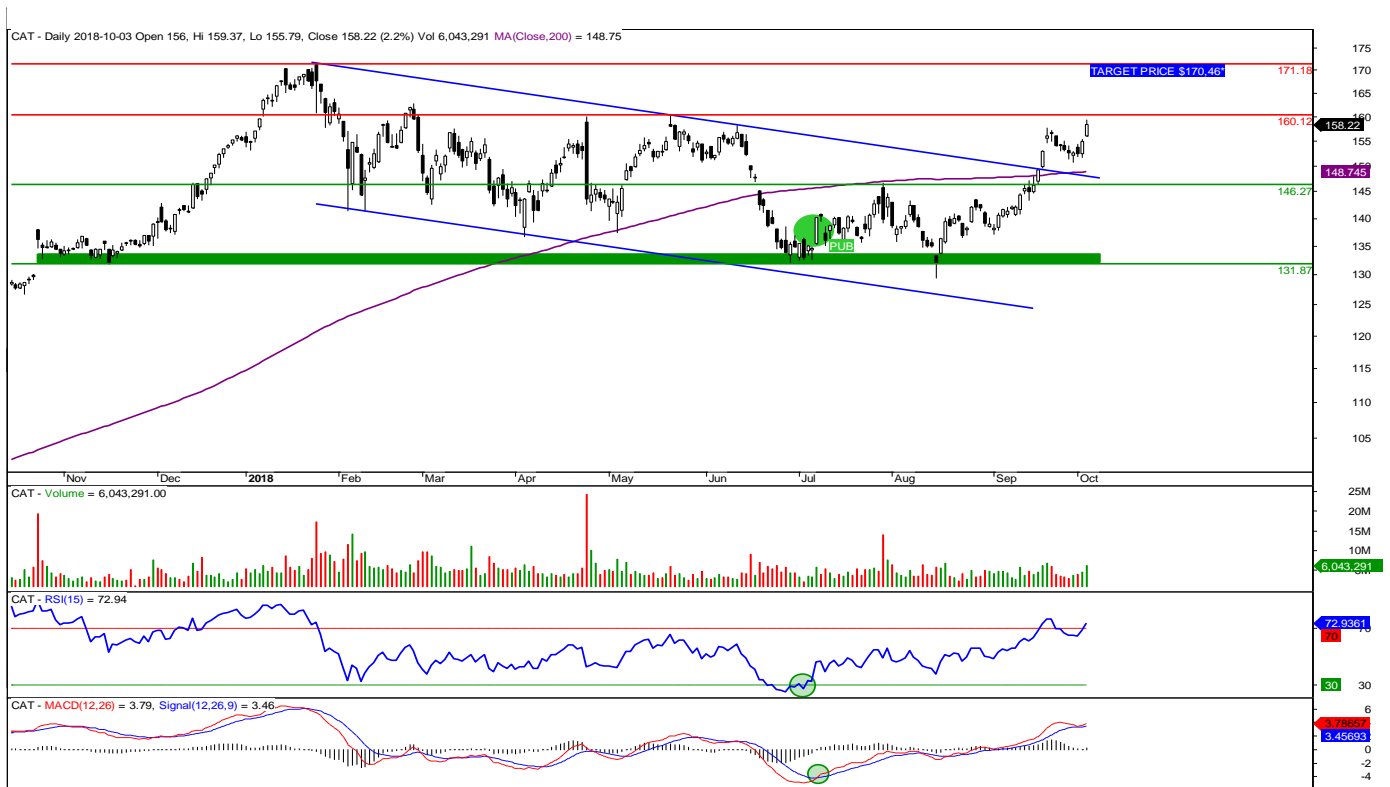 CAT - Daily 2018-10-03 Open 156, Hi 159.37, Lo 155.79, Close 158.22 (2.2%) Vol 6,043,291 MA(Close,200) = 148.75
175
TARGET PRICE $170,46*
171.18
170
165
160
160.12
158.22
155
150
148.745
146.27
145
140
PUB
135
131.87
130
125
120
115
110
105
Nov Dec 2018 Feb Mar Apr May Jun Jul Aug Sep Oct
CAT - Volume = 6,043,291.00
25M
20M
15M
10M
6,043,291
5M
CAT - RSI(15) = 72.94
72.9361
70
70
30
30
CAT - MACD(12,26) = 3.79, Signal(12,26,9) = 3.46
6
3.78657
3.45693
0
-2
-4